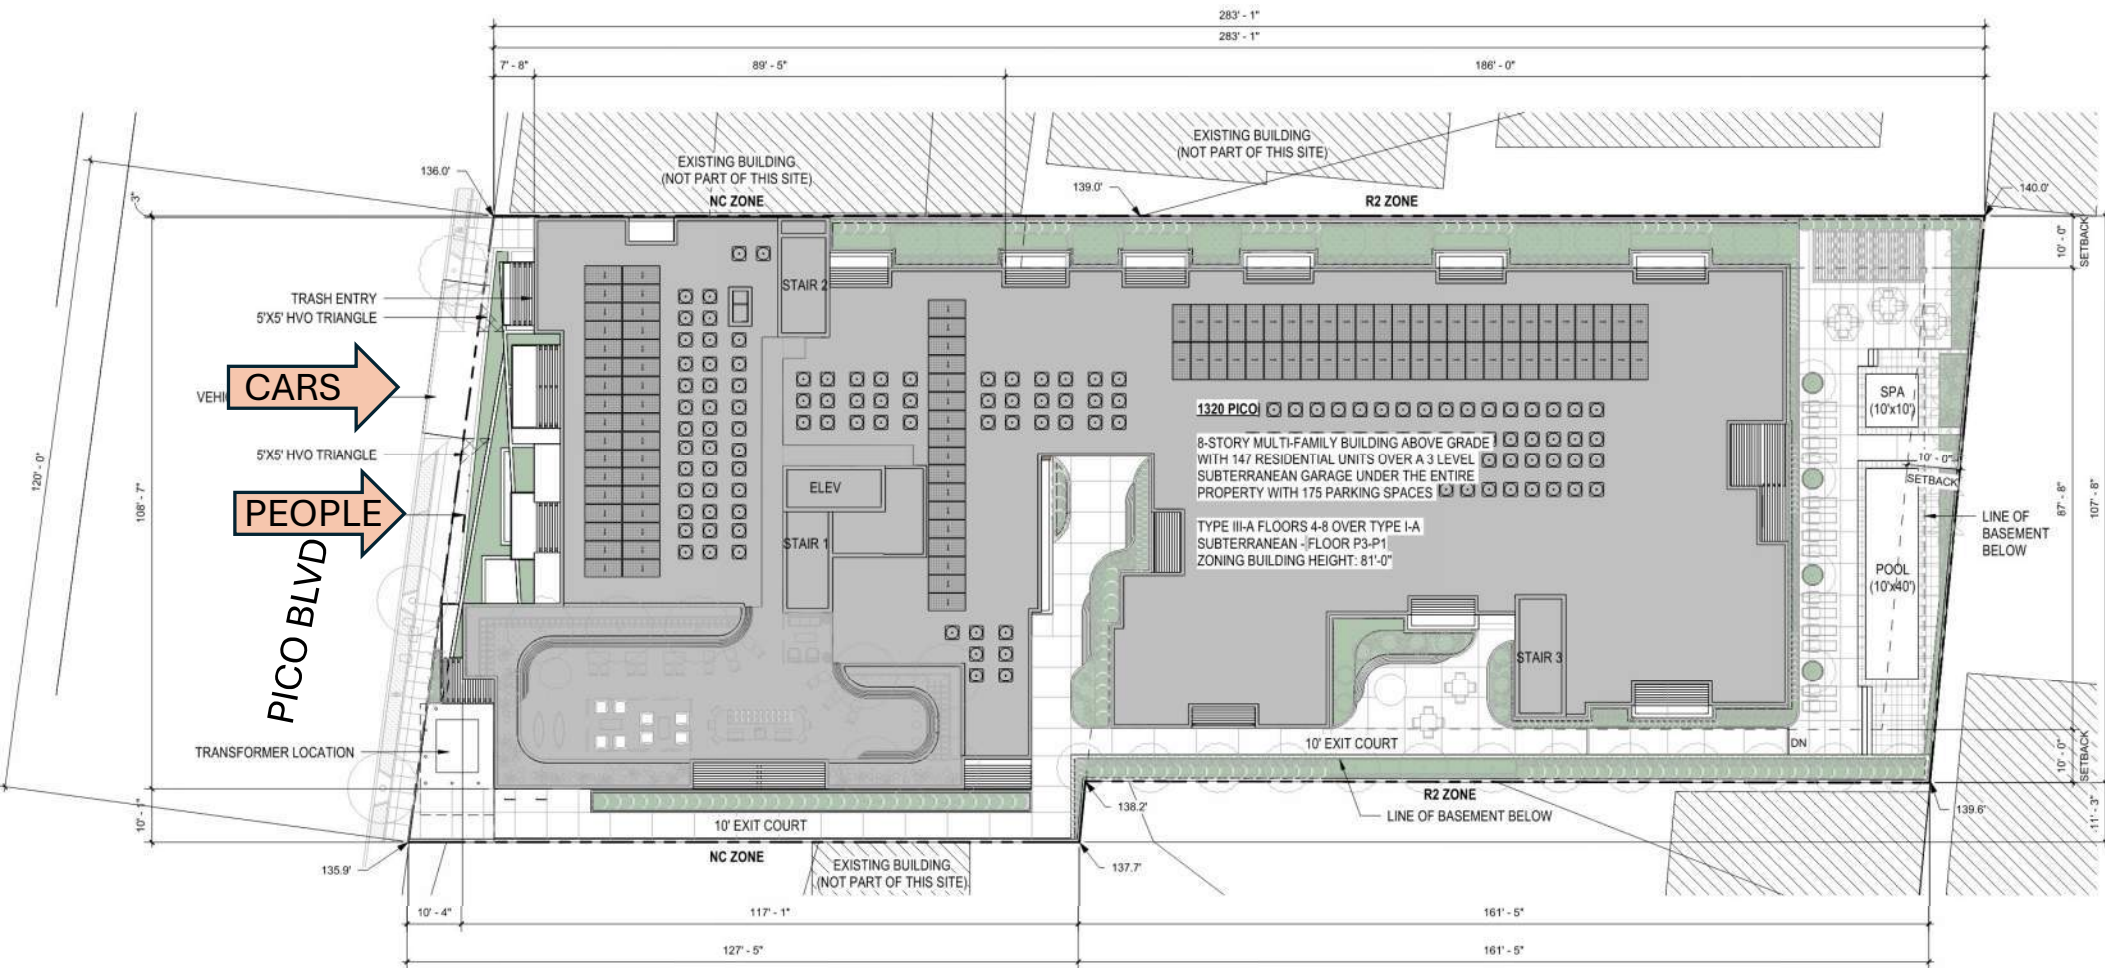 283' - 1"
283' - 1"
7' - 8"
89' - 5"
186' - 0"
EXISTING BUILDING
(NOT PART OF THIS SITE)
EXISTING BUILDING
(NOT PART OF THIS SITE)
136.0'
139.0'
140.0'
NC ZONE
R2 ZONE
3"
10' - 0"
SETBACK
STAIR 2
TRASH ENTRY
5'X5' HVO TRIANGLE
CARS
VEHI
5'X5' HVO TRIANGLE
PEOPLE
PICO BLVD
120' - 0"
108' - 7"
10' - 1"
TRANSFORMER LOCATION
ELEV
STAIR 1
1320 PICO
8-STORY MULTI-FAMILY BUILDING ABOVE GRADE
WITH 147 RESIDENTIAL UNITS OVER A 3 LEVEL
SUBTERRANEAN GARAGE UNDER THE ENTIRE
PROPERTY WITH 175 PARKING SPACES
TYPE III-A FLOORS 4-8 OVER TYPE I-A
SUBTERRANEAN - FLOOR P3-P1
ZONING BUILDING HEIGHT: 81'-0"
SPA
(10'x10')
10' - 0"
SETBACK
POOL
(10'x40')
LINE OF
BASEMENT
BELOW
87' - 8"
107' - 8"
STAIR 3
10' EXIT COURT
DN
10' - 0"
SETBACK
11' - 3"
R2 ZONE
LINE OF BASEMENT BELOW
138.2'
139.6'
10' EXIT COURT
NC ZONE
EXISTING BUILDING
(NOT PART OF THIS SITE)
135.9'
137.7'
10' - 4"
117' - 1"
161' - 5"
127' - 5"
161' - 5"